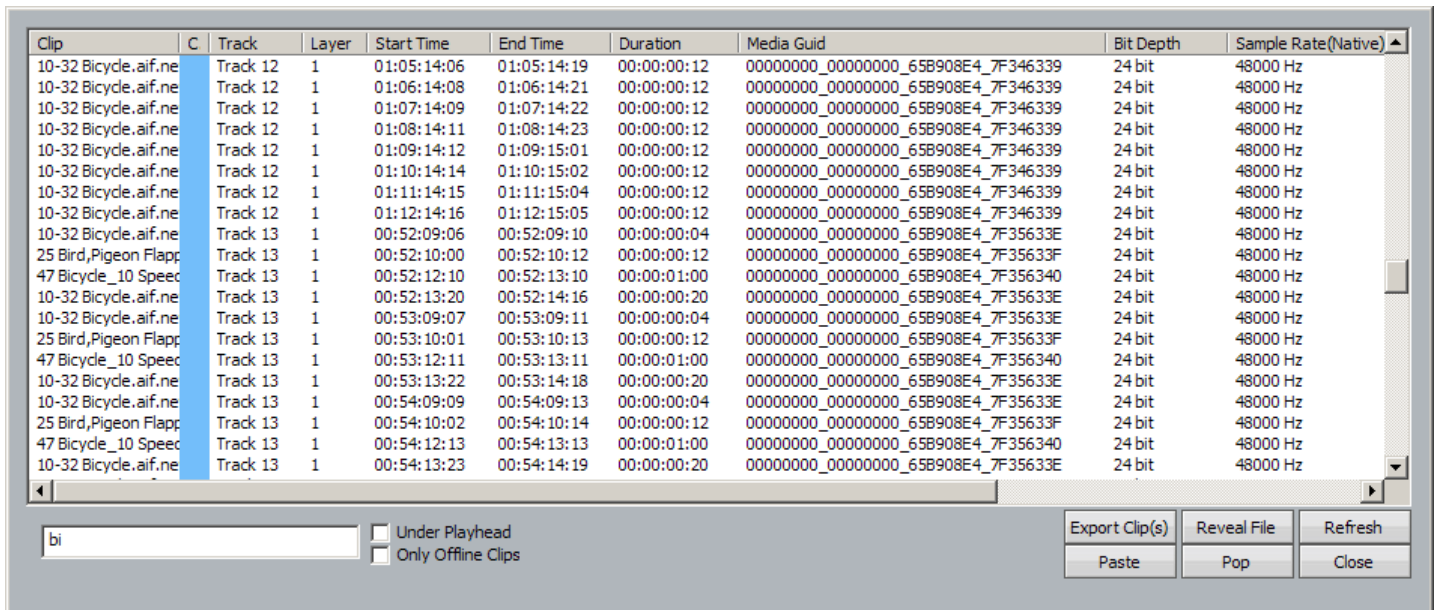 Clip C Track Layer Start Time End Time Duration Media Guid Bit Depth Sample Rate(Native)
10-32 Bicycle.aif.ne Track 12 1 01:05:14:06 01:05:14:19 00:00:00:12 00000000_00000000_65B908E4_7F346339 24 bit 48000 Hz
10-32 Bicycle.aif.ne Track 12 1 01:06:14:08 01:06:14:21 00:00:00:12 00000000_00000000_65B908E4_7F346339 24 bit 48000 Hz
10-32 Bicycle.aif.ne Track 12 1 01:07:14:09 01:07:14:22 00:00:00:12 00000000_00000000_65B908E4_7F346339 24 bit 48000 Hz
10-32 Bicycle.aif.ne Track 12 1 01:08:14:11 01:08:14:23 00:00:00:12 00000000_00000000_65B908E4_7F346339 24 bit 48000 Hz
10-32 Bicycle.aif.ne Track 12 1 01:09:14:12 01:09:15:01 00:00:00:12 00000000_00000000_65B908E4_7F346339 24 bit 48000 Hz
10-32 Bicycle.aif.ne Track 12 1 01:10:14:14 01:10:15:02 00:00:00:12 00000000_00000000_65B908E4_7F346339 24 bit 48000 Hz
10-32 Bicycle.aif.ne Track 12 1 01:11:14:15 01:11:15:04 00:00:00:12 00000000_00000000_65B908E4_7F346339 24 bit 48000 Hz
10-32 Bicycle.aif.ne Track 12 1 01:12:14:16 01:12:15:05 00:00:00:12 00000000_00000000_65B908E4_7F346339 24 bit 48000 Hz
10-32 Bicycle.aif.ne Track 13 1 00:52:09:06 00:52:09:10 00:00:00:04 00000000_00000000_65B908E4_7F35633E 24 bit 48000 Hz
25 Bird,Pigeon Flapp Track 13 1 00:52:10:00 00:52:10:12 00:00:00:12 00000000_00000000_65B908E4_7F35633F 24 bit 48000 Hz
47 Bicycle_10 Speed Track 13 1 00:52:12:10 00:52:13:10 00:00:01:00 00000000_00000000_65B908E4_7F356340 24 bit 48000 Hz
10-32 Bicycle.aif.ne Track 13 1 00:52:13:20 00:52:14:16 00:00:00:20 00000000_00000000_65B908E4_7F35633E 24 bit 48000 Hz
10-32 Bicycle.aif.ne Track 13 1 00:53:09:07 00:53:09:11 00:00:00:04 00000000_00000000_65B908E4_7F35633E 24 bit 48000 Hz
25 Bird,Pigeon Flapp Track 13 1 00:53:10:01 00:53:10:13 00:00:00:12 00000000_00000000_65B908E4_7F35633F 24 bit 48000 Hz
47 Bicycle_10 Speed Track 13 1 00:53:12:11 00:53:13:11 00:00:01:00 00000000_00000000_65B908E4_7F356340 24 bit 48000 Hz
10-32 Bicycle.aif.ne Track 13 1 00:53:13:22 00:53:14:18 00:00:00:20 00000000_00000000_65B908E4_7F35633E 24 bit 48000 Hz
10-32 Bicycle.aif.ne Track 13 1 00:54:09:09 00:54:09:13 00:00:00:04 00000000_00000000_65B908E4_7F35633E 24 bit 48000 Hz
25 Bird,Pigeon Flapp Track 13 1 00:54:10:02 00:54:10:14 00:00:00:12 00000000_00000000_65B908E4_7F35633F 24 bit 48000 Hz
47 Bicycle_10 Speed Track 13 1 00:54:12:13 00:54:13:13 00:00:01:00 00000000_00000000_65B908E4_7F356340 24 bit 48000 Hz
10-32 Bicycle.aif.ne Track 13 1 00:54:13:23 00:54:14:19 00:00:00:20 00000000_00000000_65B908E4_7F35633E 24 bit 48000 Hz
bi
Under Playhead
Only Offline Clips
Export Clip(s) Reveal File Refresh
Paste Pop Close